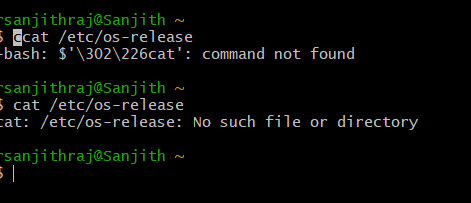 rsanjithraj@Sanjith ~
$ ccat /etc/os-release
-bash: $'\302\226cat': command not found
rsanjithraj@Sanjith ~
$ cat /etc/os-release
cat: /etc/os-release: No such file or directory
rsanjithraj@Sanjith ~
$